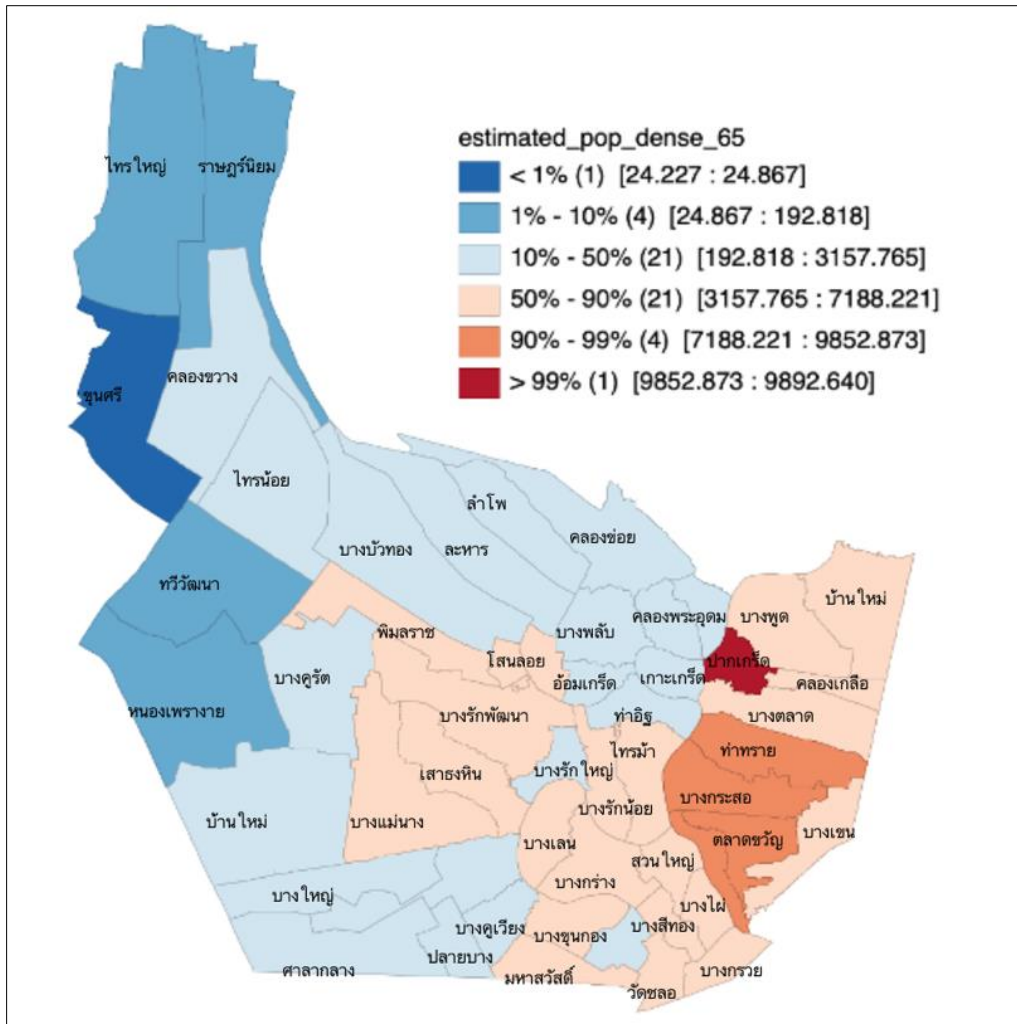 estimated_pop_dense_65
< 1% (1) [24.227 : 24.867]
1% - 10% (4) [24.867 : 192.818]
10% - 50% (21) [192.818 : 3157.765]
50% - 90% (21) [3157.765 : 7188.221]
90% - 99% (4) [7188.221 : 9852.873]
> 99% (1) [9852.873 : 9892.640]
ไทรใหญ่
ราษฎร์นิยม
คลองขวาง
ขุนศรี
ไทรน้อย
ลำโพ
คลองข่อย
บางบัวทอง
ละหาร
ทวีวัฒนา
บ้านใหม่
คลองพระอุดม
บางพูด
พิมลราช
บางพลับ
โสนลอย
ปากเกร็ด
บางคูรัต
อ้อมเกร็ด
เกาะเกร็ด
คลองเกลือ
หนองเพรางาย
บางรักพัฒนา
ท่าอิฐ
บางตลาด
ไทรม้า
ท่าทราย
เสาธงหิน
บางรักใหญ่
บางกระสอ
บ้านใหม่
บางแม่นาง
บางรักน้อย
บางเขน
บางเลน
ตลาดขวัญ
สวนใหญ่
บางกร่าง
บางใหญ่
บางไผ่
บางคูเวียง
บางขุนกอง
บางสีทอง
ปลายบาง
ศาลากลาง
มหาสวัสดิ์
บางกรวย
วัดชลอ